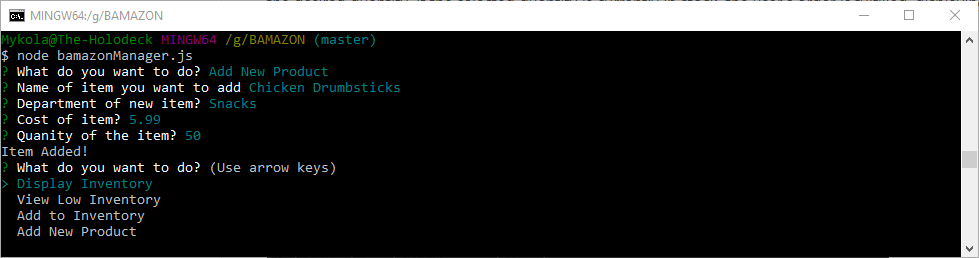 MINGW64:/g/BAMAZON
Mykola@The-Holodeck MINGW64 /g/BAMAZON (master)
$ node bamazonManager.js
? What do you want to do? Add New Product
? Name of item you want to add Chicken Drumsticks
? Department of new item? Snacks
? Cost of item? 5.99
? Quanity of the item? 50
Item Added!
? What do you want to do? (Use arrow keys)
> Display Inventory
  View Low Inventory
  Add to Inventory
  Add New Product